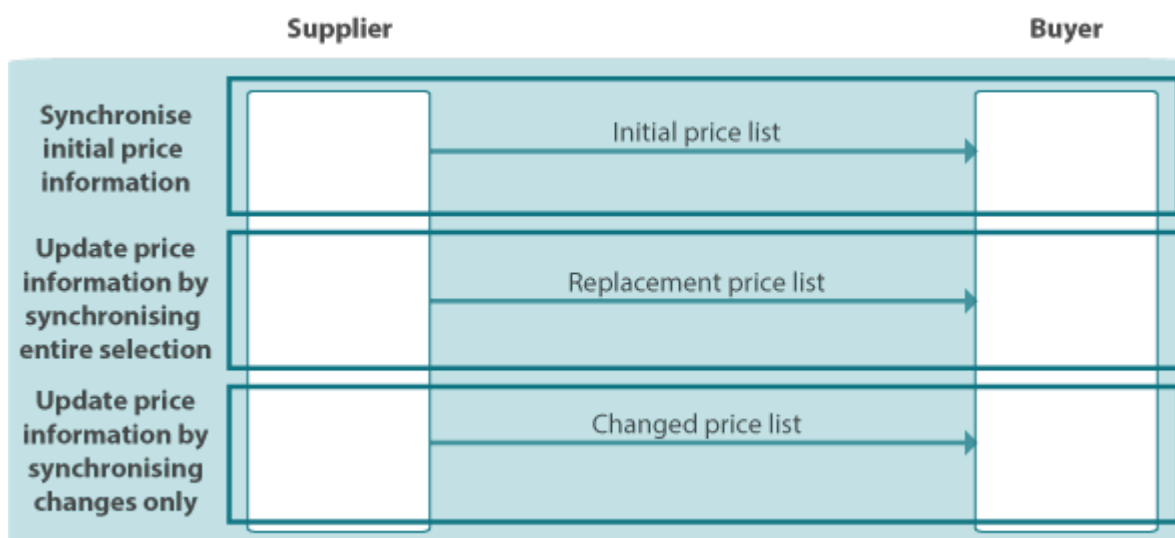 Supplier
Buyer
Synchronise
initial price
information
Initial price list
Update price
information by
synchronising
entire selection
Replacement price list
Update price
information by
synchronising
changes only
Changed price list